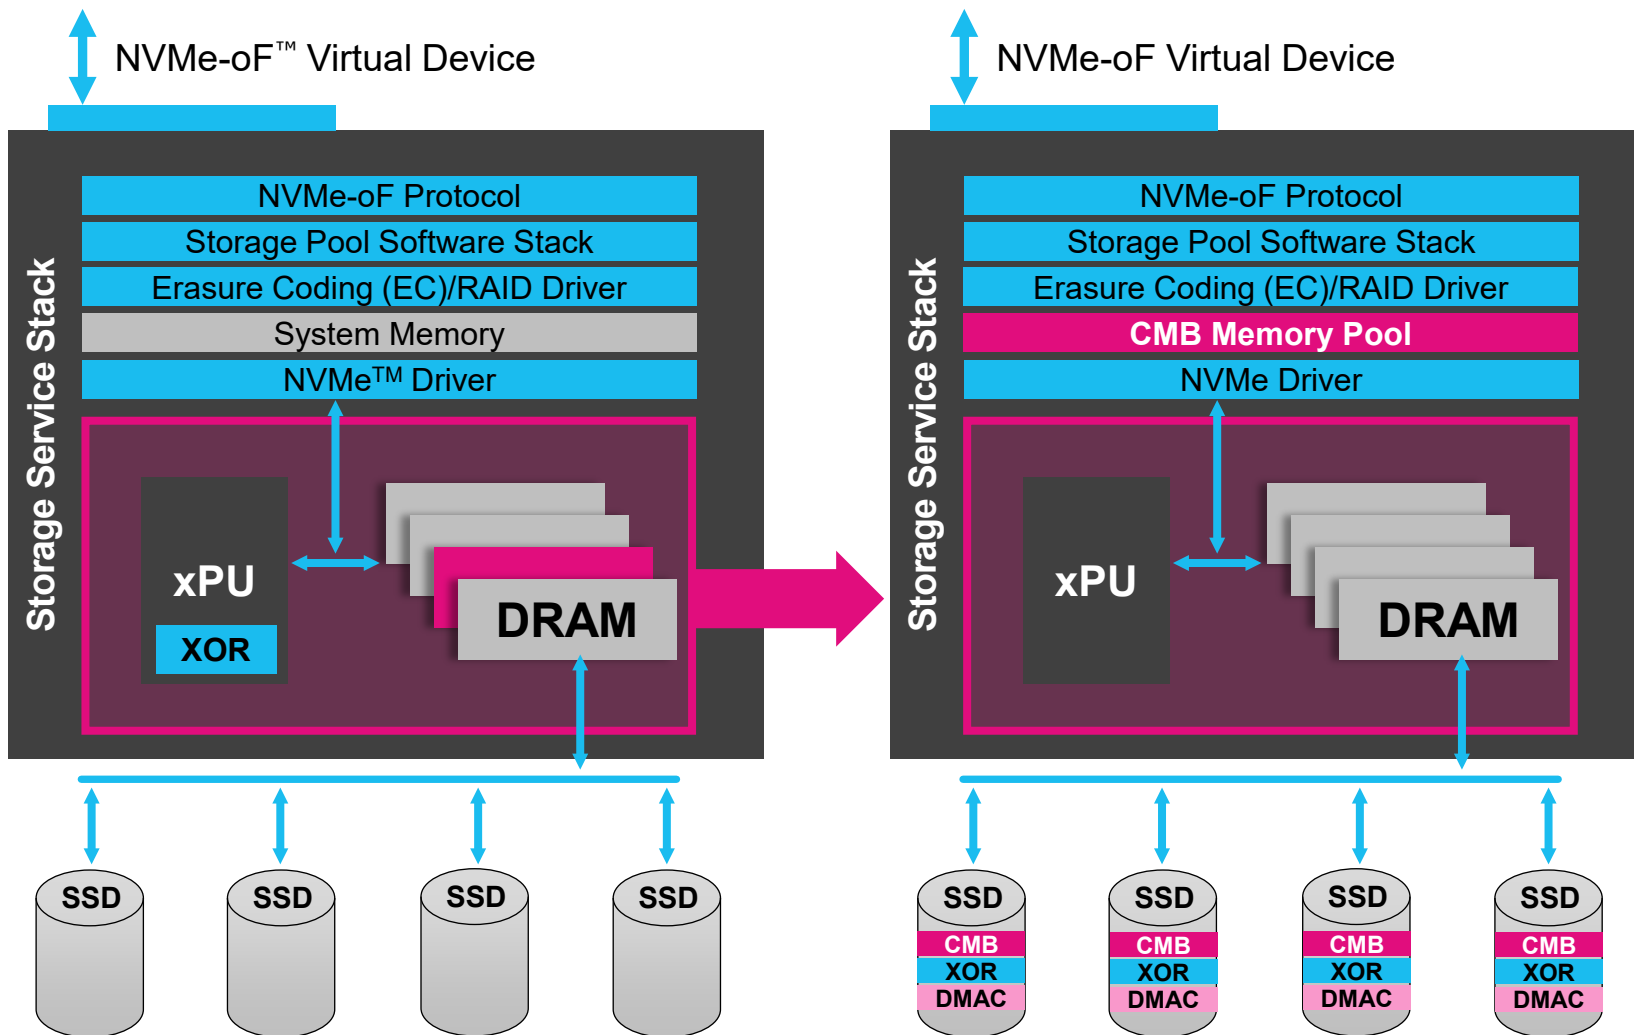 NVMe-oF™ Virtual Device
Storage Service Stack
NVMe-oF Protocol
Storage Pool Software Stack
Erasure Coding (EC)/RAID Driver
System Memory
NVMe™ Driver
xPU
XOR
DRAM
SSD
SSD
SSD
SSD
NVMe-oF Virtual Device
Storage Service Stack
NVMe-oF Protocol
Storage Pool Software Stack
Erasure Coding (EC)/RAID Driver
CMB Memory Pool
NVMe Driver
xPU
DRAM
SSD
CMB
XOR
DMAC
SSD
CMB
XOR
DMAC
SSD
CMB
XOR
DMAC
SSD
CMB
XOR
DMAC